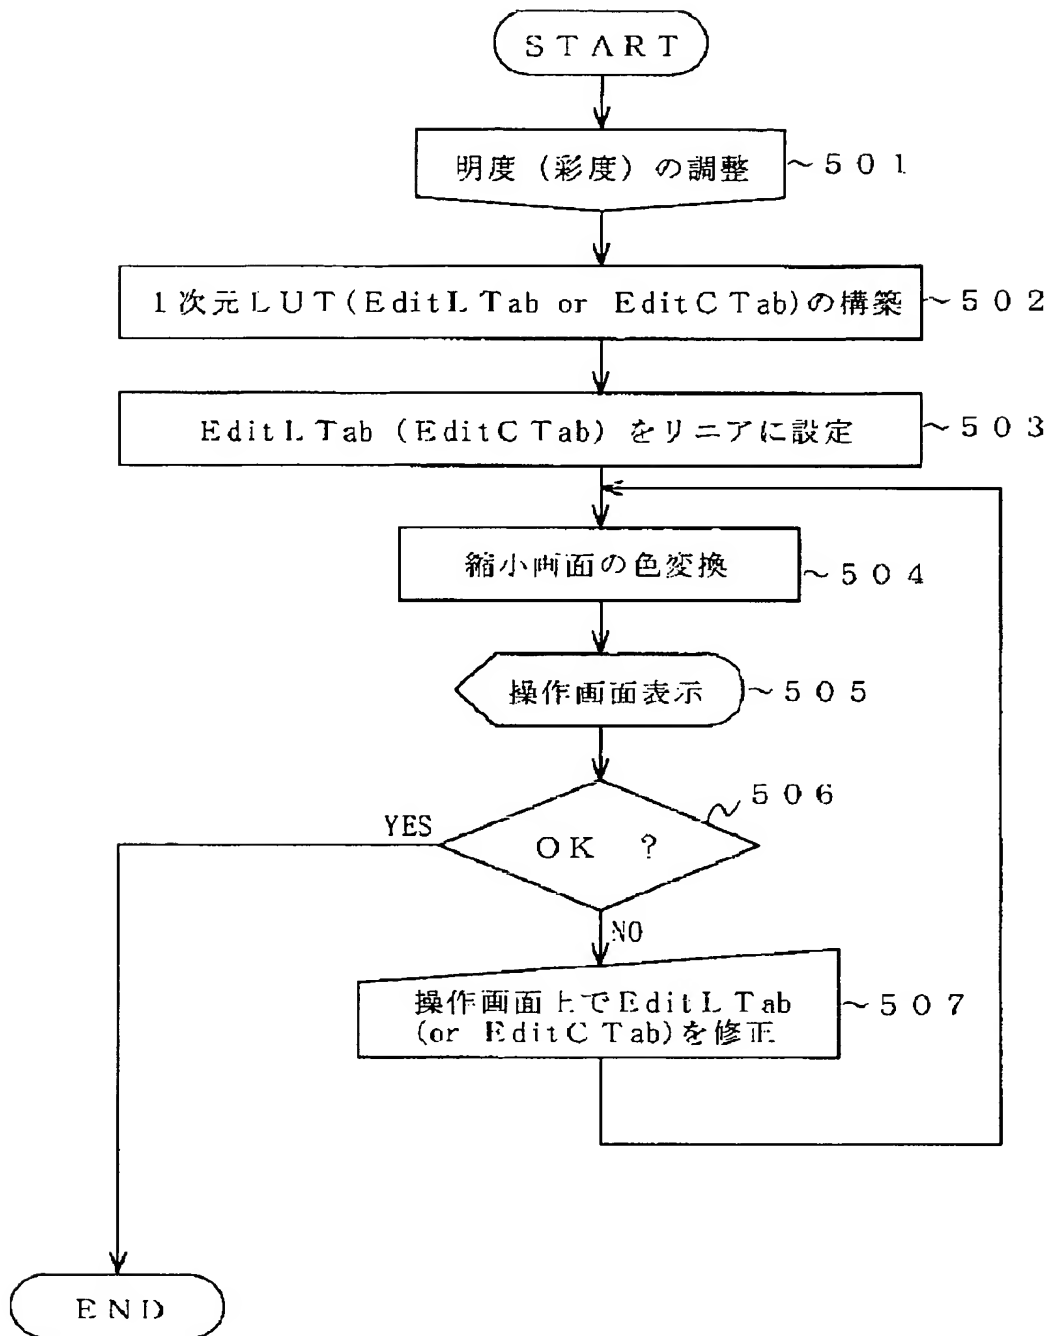 START
明度（彩度）の調整
～501
1次元LUT(EditLTab or EditCTab)の構築
～502
EditLTab（EditCTab）をリニアに設定
～503
縮小画面の色変換
～504
操作画面表示
～505
506
YES
OK ?
NO
操作画面上でEditLTab
(or EditCTab)を修正
～507
END